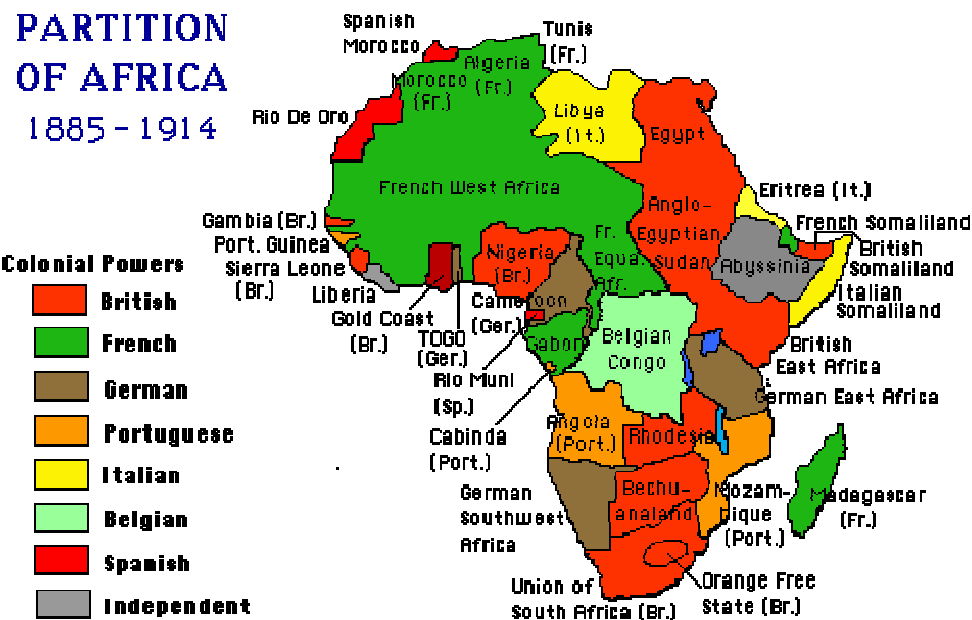 PARTITION
OF AFRICA
1885 - 1914
Spanish
Morocco
Tunis
(Fr.)
Algeria
(Fr.)
Morocco
(Fr.)
Rio De Oro
Libya
(It.)
Egypt
French West Africa
Eritrea (It.)
Anglo-
Egyptian
Sudan
French Somaliland
British
Somaliland
Gambia (Br.)
Port. Guinea
Sierra Leone
(Br.)
Liberia
Nigeria
(Br.)
Fr.
Equa.
Afr.
Abyssinia
Italian
Somaliland
Gold Coast
(Br.)
TOGO
(Ger.)
Cameroon
(Ger.)
Rio Muni
(Sp.)
Gabon
Belgian
Congo
British
East Africa
German East Africa
Cabinda
(Port.)
Angola
(Port.)
Rhodesia
German
Southwest
Africa
Bechu-
analand
Mozam-
bique
(Port.)
Madagascar
(Fr.)
Union of
South Africa (Br.)
Orange Free
State (Br.)
Colonial Powers
British
French
German
Portuguese
Italian
Belgian
Spanish
Independent